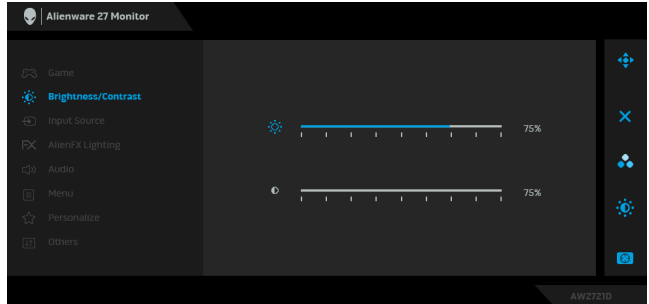 Alienware 27 Monitor
Game
Brightness/Contrast
Input Source
AlienFX Lighting
Audio
Menu
Personalize
Others
75%
75%
AW2721D